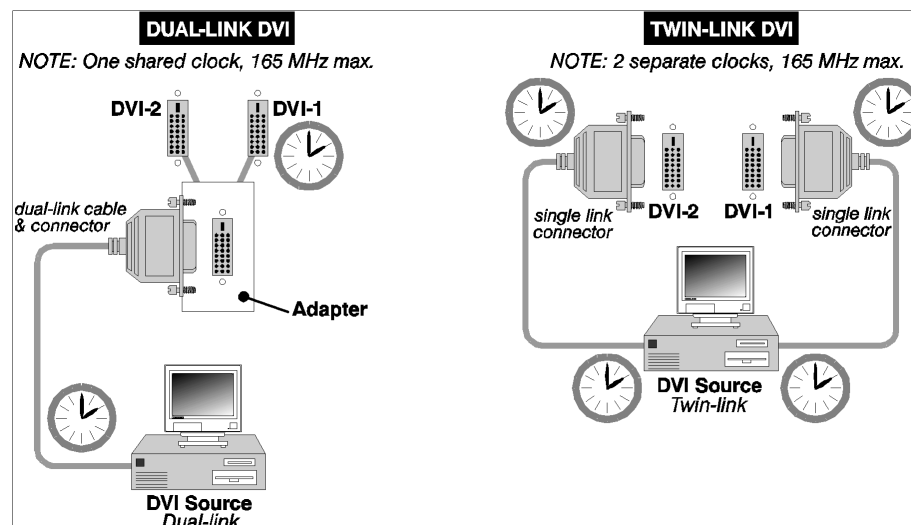 DUAL-LINK DVI
NOTE: One shared clock, 165 MHz max.
DVI-2
DVI-1
dual-link cable
& connector
Adapter
DVI Source
Dual-link
TWIN-LINK DVI
NOTE: 2 separate clocks, 165 MHz max.
single link
connector
DVI-2
DVI-1
single link
connector
DVI Source
Twin-link